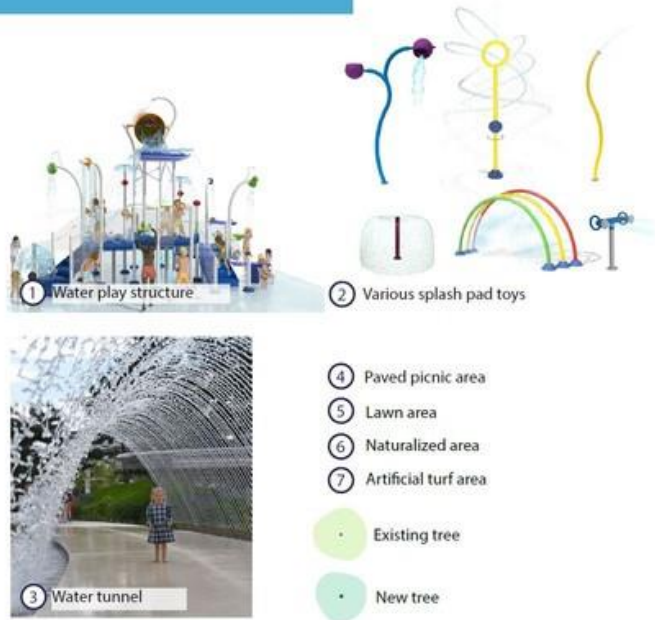 1 Water play structure
2 Various splash pad toys
3 Water tunnel
4 Paved picnic area
5 Lawn area
6 Naturalized area
7 Artificial turf area
Existing tree
New tree